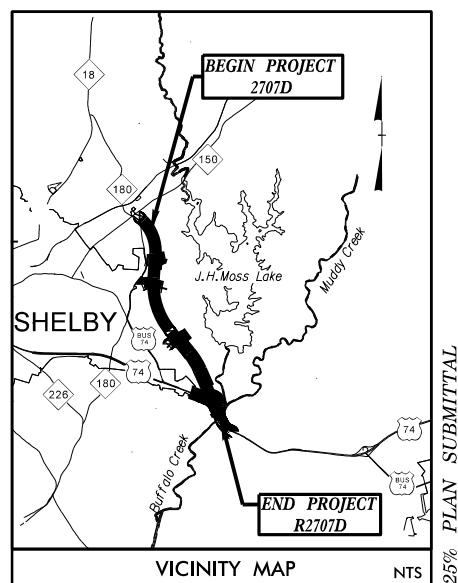 BEGIN PROJECT
2707D
18
150
180
J.H.Moss Lake
Muddy Creek
SHELBY
BUS
74
74
226
180
Buffalo Creek
74
BUS
74
END PROJECT
R2707D
VICINITY MAP
NTS
25% PLAN SUBMITTAL